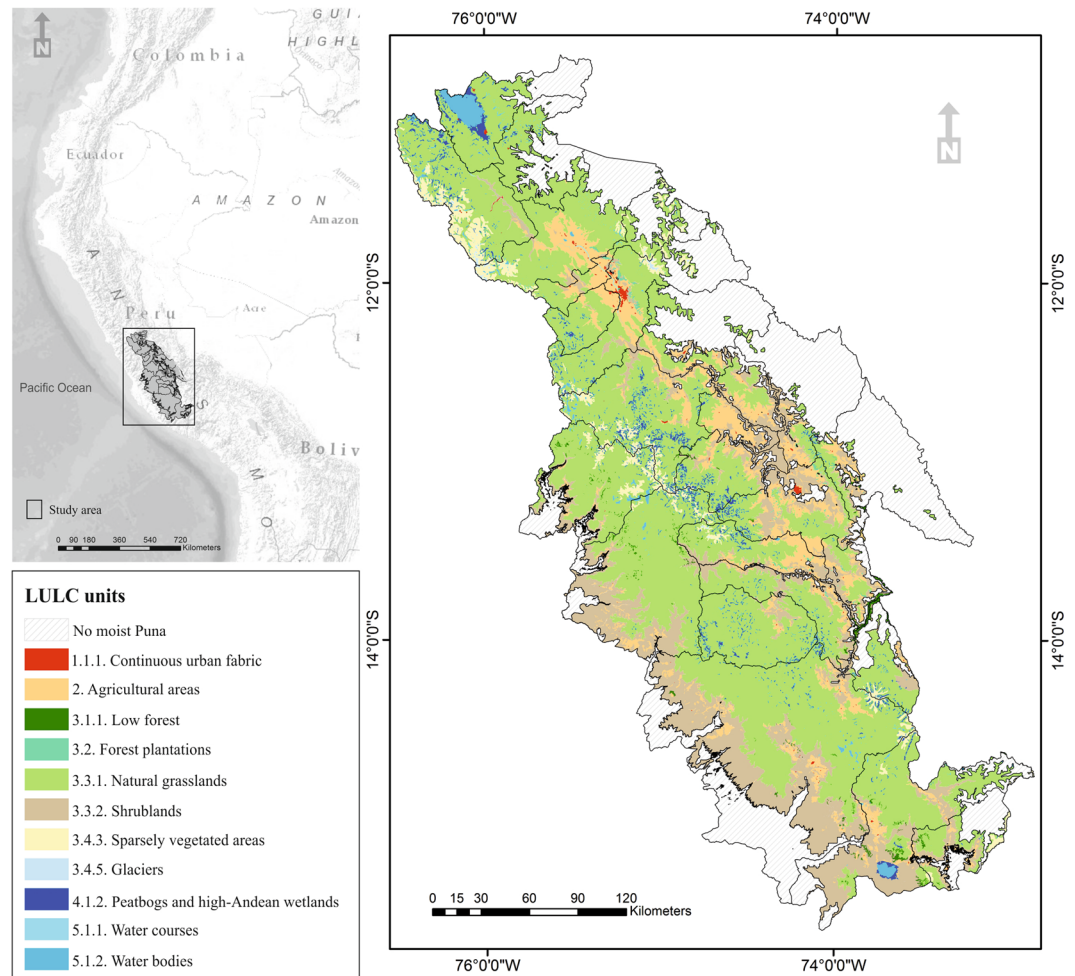 N
GUI
HIGHL
Colombia
Ecuador
AMAZON
Amazon
Acre
Peru
ANDES
Pacific Ocean
Boliv
Study area
0 90 180 360 540 720
Kilometers
LULC units
No moist Puna
1.1.1. Continuous urban fabric
2. Agricultural areas
3.1.1. Low forest
3.2. Forest plantations
3.3.1. Natural grasslands
3.3.2. Shrublands
3.4.3. Sparsely vegetated areas
3.4.5. Glaciers
4.1.2. Peatbogs and high-Andean wetlands
5.1.1. Water courses
5.1.2. Water bodies
76°0'0"W
74°0'0"W
N
12°0'0"S
12°0'0"S
14°0'0"S
14°0'0"S
0 15 30 60 90 120
Kilometers
76°0'0"W
74°0'0"W